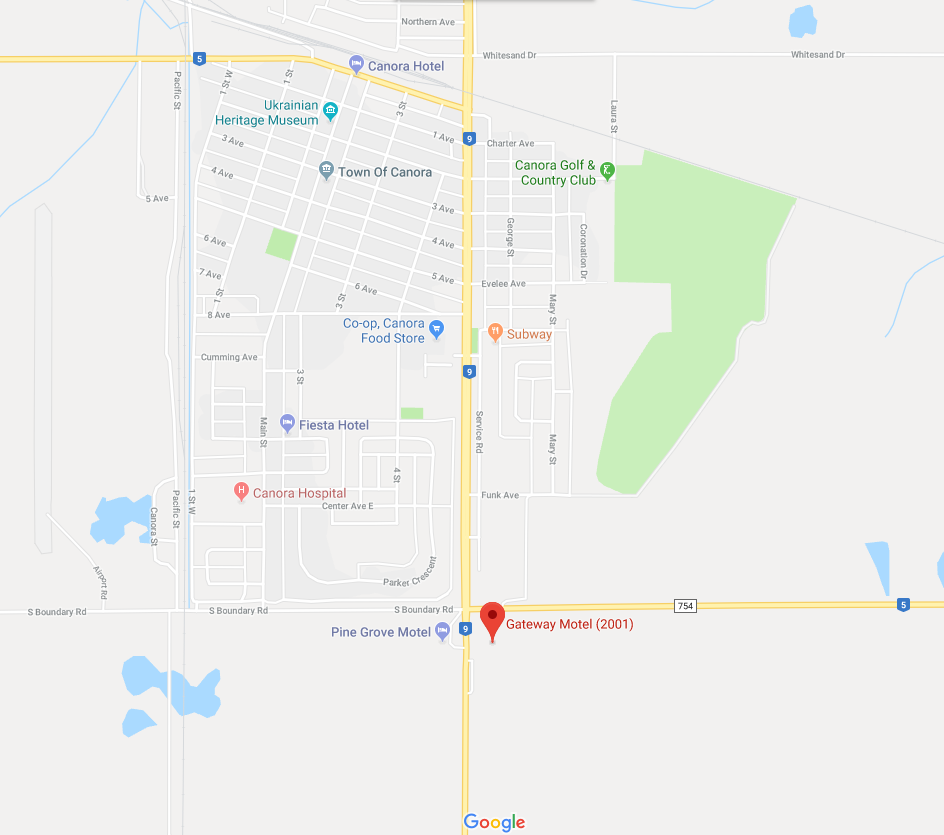 Northern Ave
Whitesand Dr
Whitesand Dr
5
Canora Hotel
Pacific St
1 St W
1 St
3 St
Laura St
Ukrainian
Heritage Museum
1 Ave
9
Charter Ave
3 Ave
Canora Golf &
Country Club
Town Of Canora
4 Ave
5 Ave
3 Ave
George St
Coronation Dr
6 Ave
4 Ave
7 Ave
5 Ave
Evelee Ave
1 St
3 St
6 Ave
Mary St
8 Ave
Co-op, Canora
Food Store
Subway
Cumming Ave
9
3 St
Main St
Fiesta Hotel
Service Rd
Mary St
4 St
Canora Hospital
Pacific St
1 St W
Funk Ave
Canora St
Center Ave E
Airport Rd
Parker Crescent
S Boundary Rd
S Boundary Rd
S Boundary Rd
754
5
Pine Grove Motel
9
Gateway Motel (2001)
Google